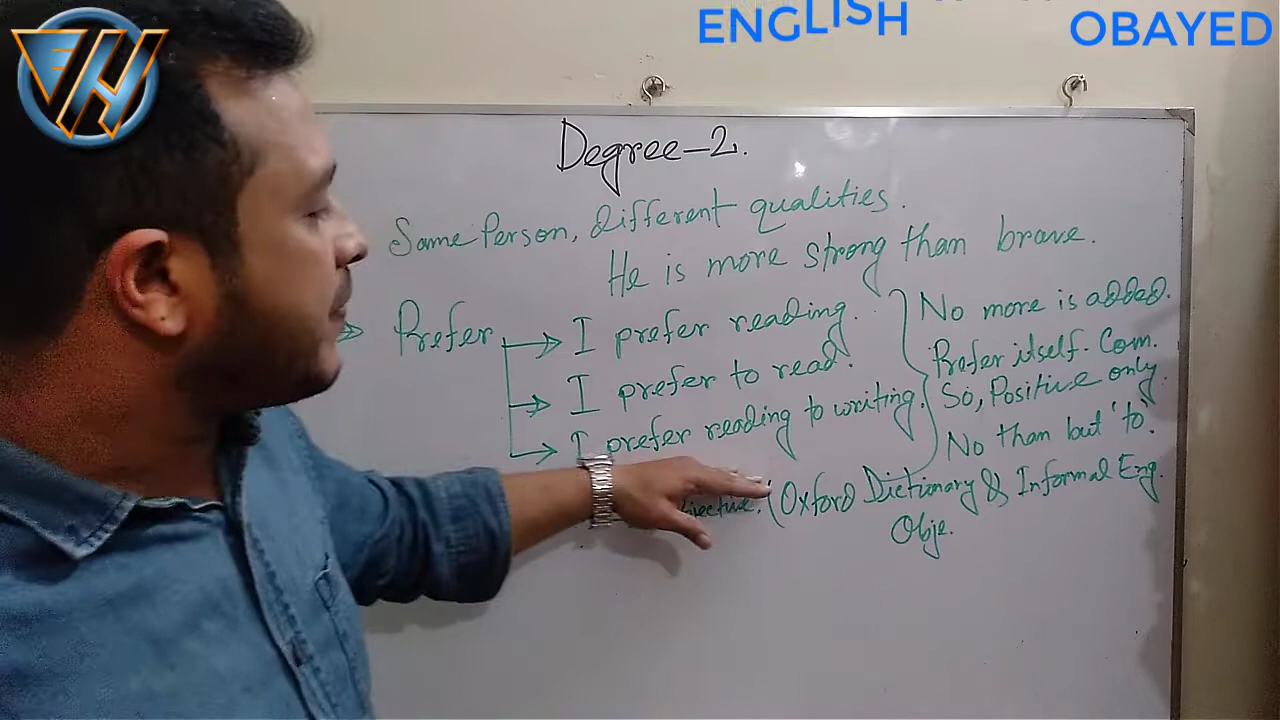 ENGLISH
OBAYED
EH
Degree-2.
Same Person, different qualities.
He is more strong than brave.
Prefer
I prefer reading.
I prefer to read.
I prefer reading to writing.
No more is added.
Prefer itself. Com.
So, Positive only.
No than but 'to'.
(Oxford Dictionary & Informal Eng.
Obje.